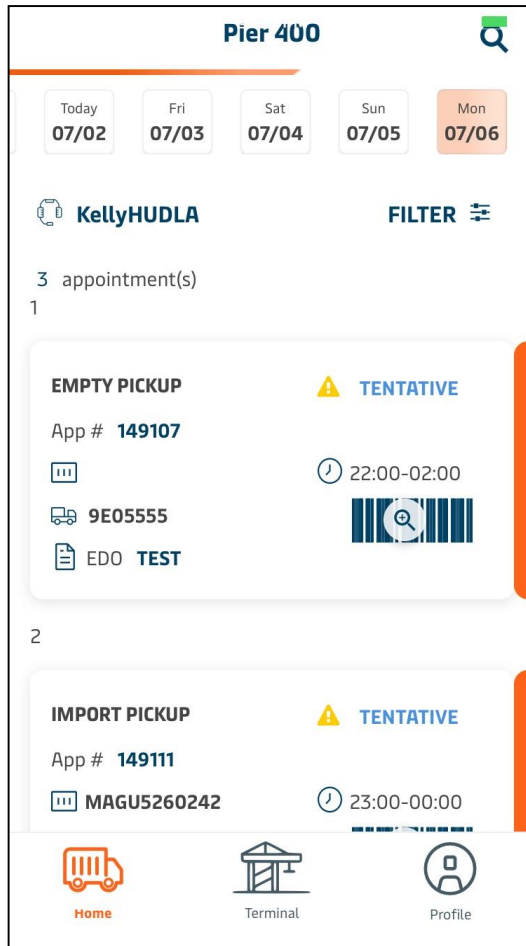 Pier 400
Today Fri Sat Sun Mon
07/02 07/03 07/04 07/05 07/06
KellyHUDLA FILTER
3 appointment(s)
1
EMPTY PICKUP TENTATIVE
App # 149107
22:00-02:00
9E05555
EDO TEST
2
IMPORT PICKUP TENTATIVE
App # 149111
MAGU5260242 23:00-00:00
Home Terminal Profile